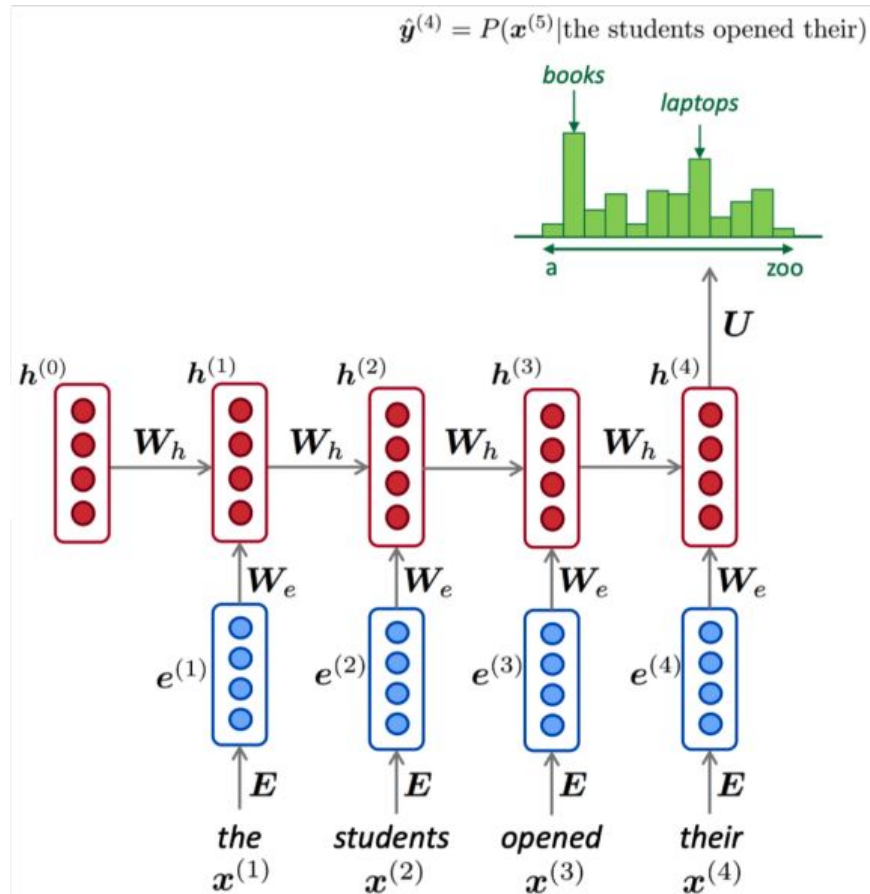 ŷ⁽⁴⁾ = P(x⁽⁵⁾|the students opened their)
books
laptops
a zoo
U
h⁽⁰⁾ h⁽¹⁾ h⁽²⁾ h⁽³⁾ h⁽⁴⁾
W_h W_h W_h W_h
W_e W_e W_e W_e
e⁽¹⁾ e⁽²⁾ e⁽³⁾ e⁽⁴⁾
E E E E
the students opened their
x⁽¹⁾ x⁽²⁾ x⁽³⁾ x⁽⁴⁾